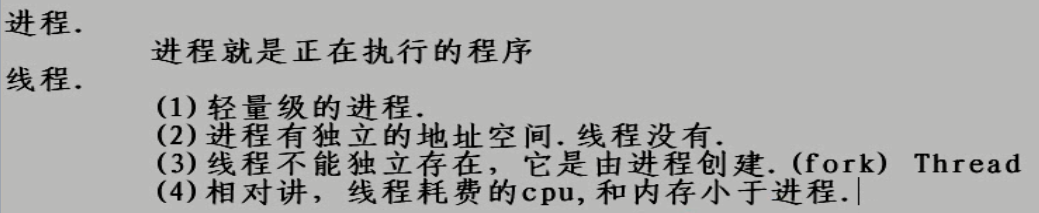 进程.
进程就是正在执行的程序
线程.
(1)轻量级的进程.
(2)进程有独立的地址空间.线程没有.
(3)线程不能独立存在, 它是由进程创建.(fork) Thread
(4)相对讲, 线程耗费的cpu,和内存小于进程.